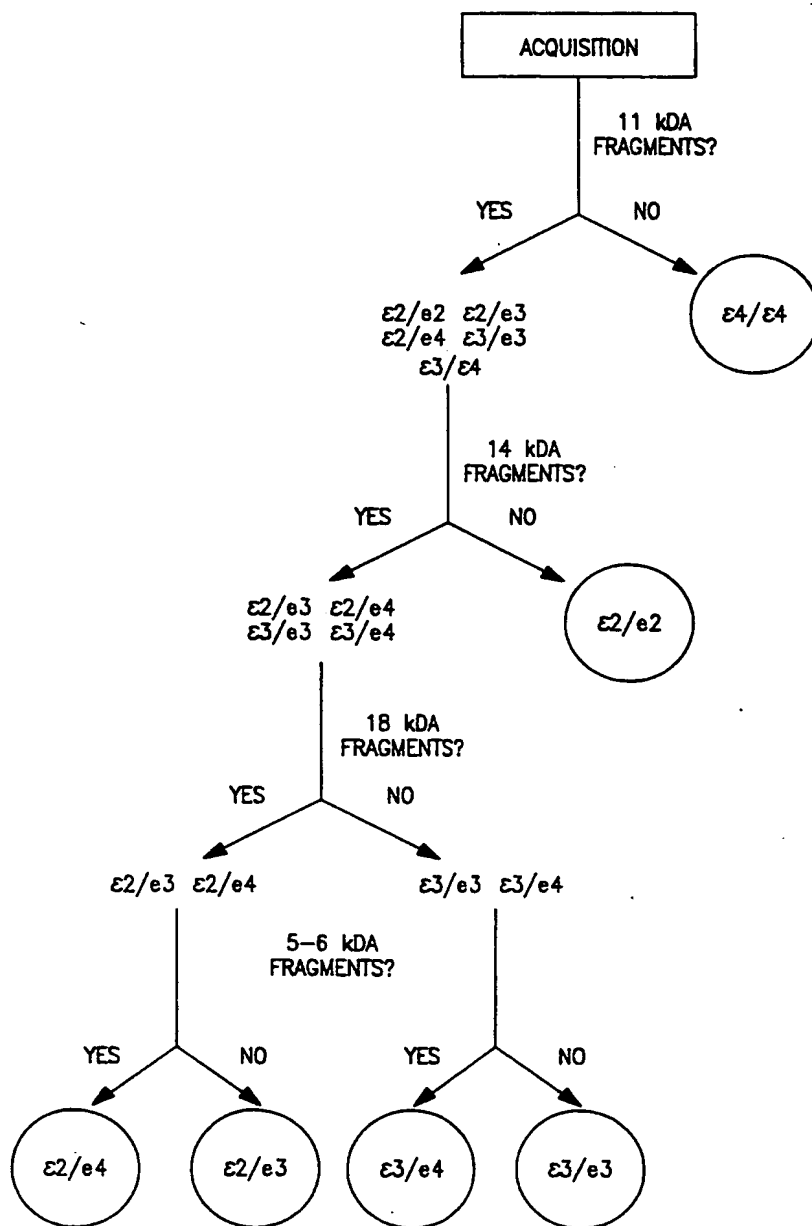 ACQUISITION
11 kDA
FRAGMENTS?
YES NO
ε2/e2 ε2/e3
ε2/e4 ε3/e3
ε3/ε4
ε4/ε4
14 kDA
FRAGMENTS?
YES NO
ε2/e3 ε2/e4
ε3/e3 ε3/e4
ε2/e2
18 kDA
FRAGMENTS?
YES NO
ε2/e3 ε2/e4
ε3/e3 ε3/e4
5–6 kDA
FRAGMENTS?
YES NO
YES NO
ε2/e4
ε2/e3
ε3/e4
ε3/e3